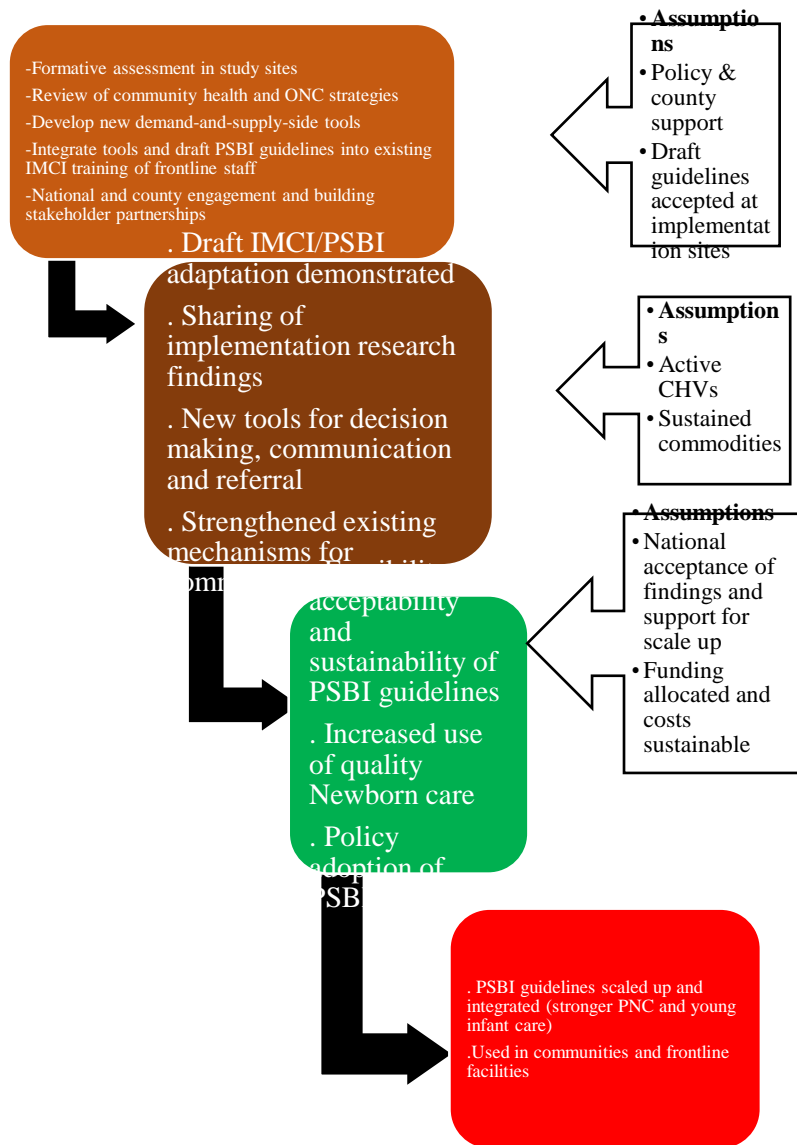 -Formative assessment in study sites
-Review of community health and ONC strategies
-Develop new demand-and-supply-side tools
-Integrate tools and draft PSBI guidelines into existing
IMCI training of frontline staff
-National and county engagement and building
stakeholder partnerships
Assumptio
ns
• Policy &
county
support
• Draft
guidelines
accepted at
implementat
ion sites
. Draft IMCI/PSBI
adaptation demonstrated
. Sharing of
implementation research
findings
. New tools for decision
making, communication
and referral
. Strengthened existing
mechanisms for
• Assumption
s
• Active
CHVs
• Sustained
commodities
acceptability
and
sustainability of
PSBI guidelines
. Increased use
of quality
Newborn care
. Policy
adoption of
PSB
• Assumptions
• National
acceptance of
findings and
support for
scale up
• Funding
allocated and
costs
sustainable
. PSBI guidelines scaled up and
integrated (stronger PNC and young
infant care)
.Used in communities and frontline
facilities